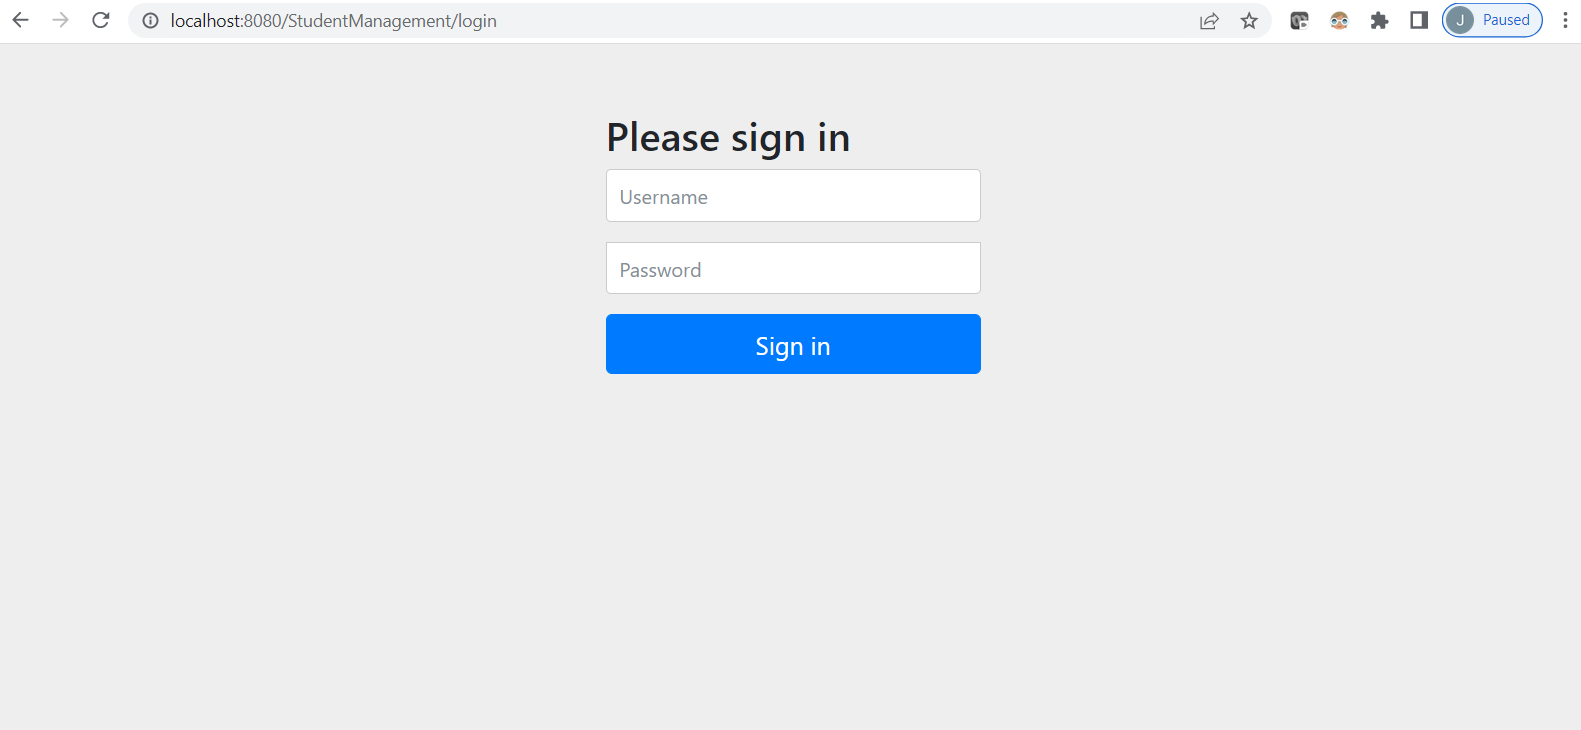 localhost:8080/StudentManagement/login
J Paused
Please sign in
Username
Password
Sign in